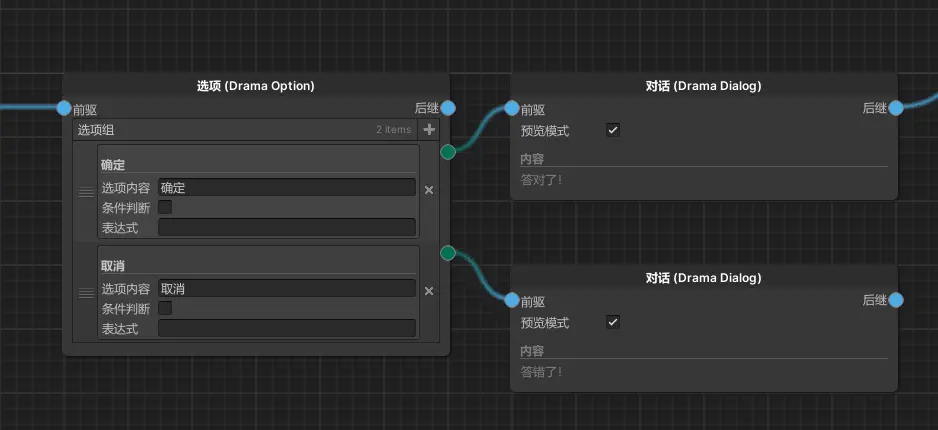 选项 (Drama Option)
前驱 后继
选项组 2 items
确定
选项内容 确定
条件判断
表达式
取消
选项内容 取消
条件判断
表达式
对话 (Drama Dialog)
前驱 后继
预览模式
内容
答对了!
对话 (Drama Dialog)
前驱 后继
预览模式
内容
答错了!